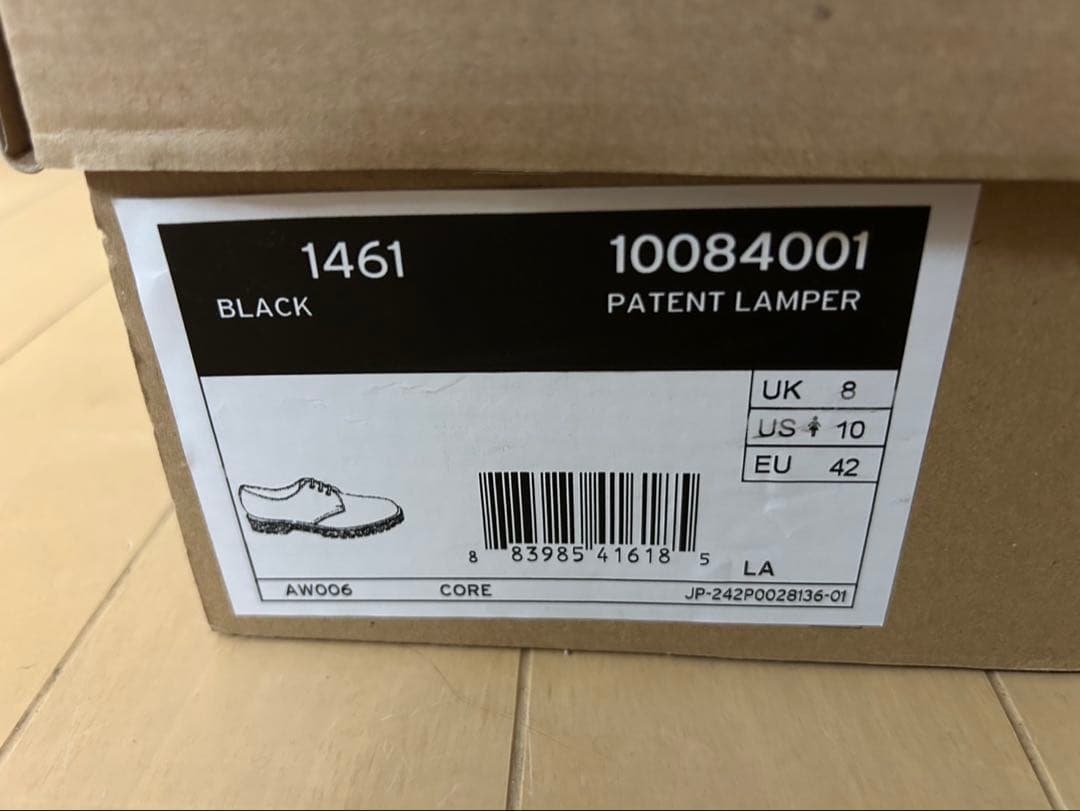 1461 10084001
BLACK PATENT LAMPER
UK 8
US 10
EU 42
8 83985 41618 5
LA
AW006 CORE JP-242P0028136-01